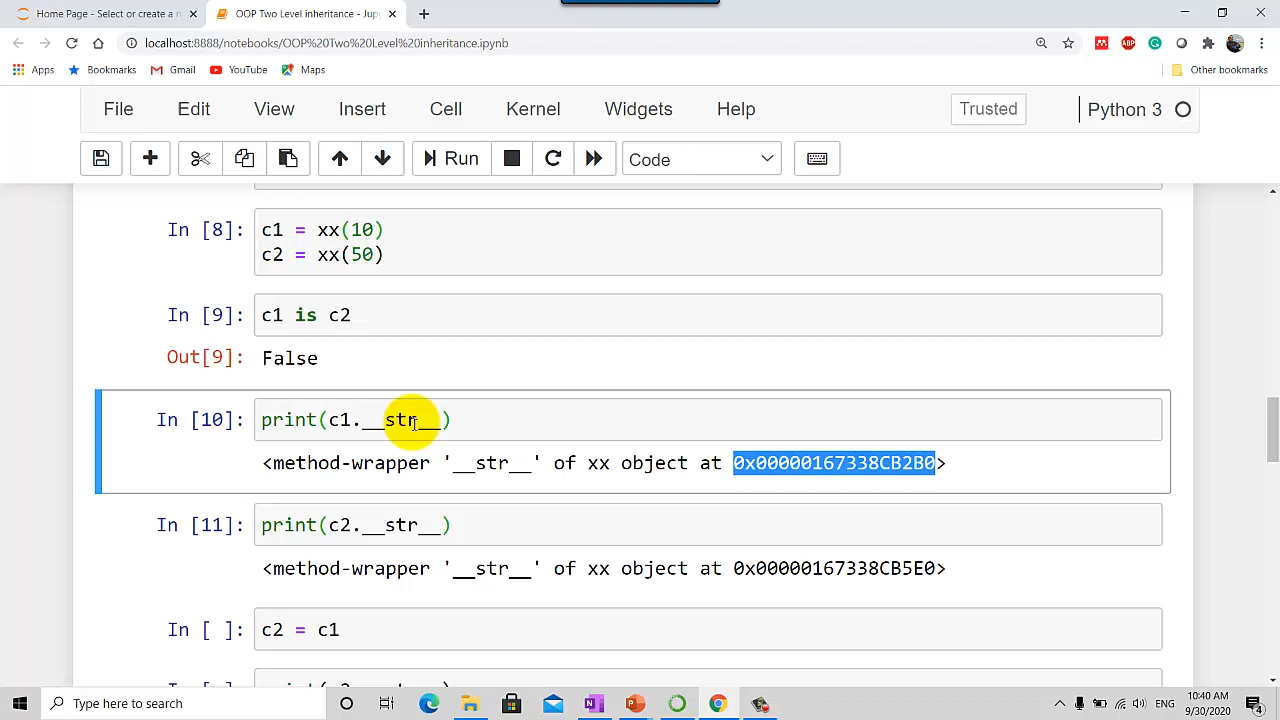 Home Page - Select or create a n
OOP Two Level inheritance - Jup
localhost:8888/notebooks/OOP%20Two%20Level%20inheritance.ipynb
ABP
Apps
Bookmarks
Gmail
YouTube
Maps
Other bookmarks
File Edit View Insert Cell Kernel Widgets Help
Trusted
Python 3
Run
Code
In [8]: c1 = xx(10)
c2 = xx(50)
In [9]: c1 is c2
Out[9]: False
In [10]: print(c1.__str__)
<method-wrapper '__str__' of xx object at 0x00000167338CB2B0>
In [11]: print(c2.__str__)
<method-wrapper '__str__' of xx object at 0x00000167338CB5E0>
In [ ]: c2 = c1
Type here to search
ENG
10:40 AM
9/30/2020
4